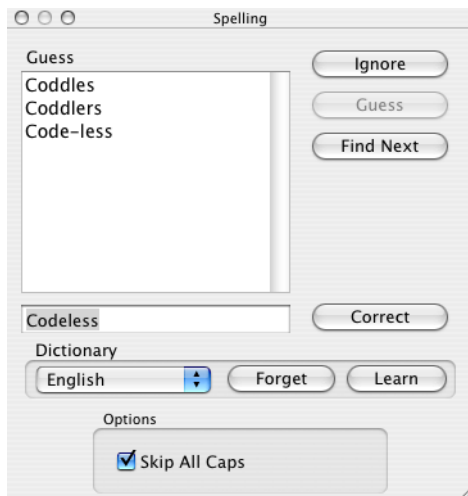 Spelling
Guess
Coddles
Coddlers
Code-less
Ignore
Guess
Find Next
Codeless
Correct
Dictionary
English
Forget
Learn
Options
Skip All Caps